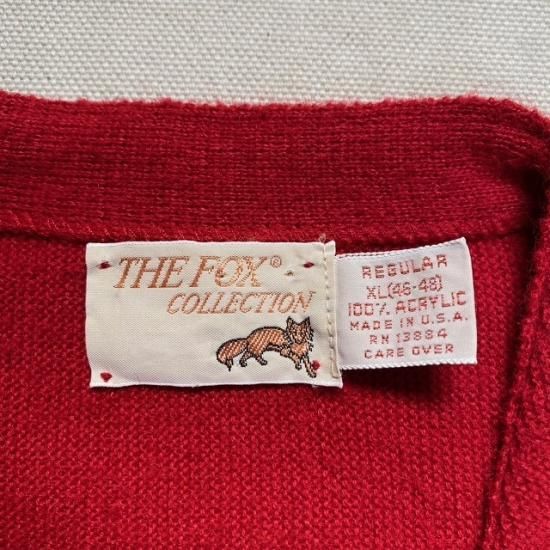 THE FOX®
COLLECTION
REGULAR
XL(46-48)
100% ACRYLIC
MADE IN U.S.A.
RN 13884
CARE OVER